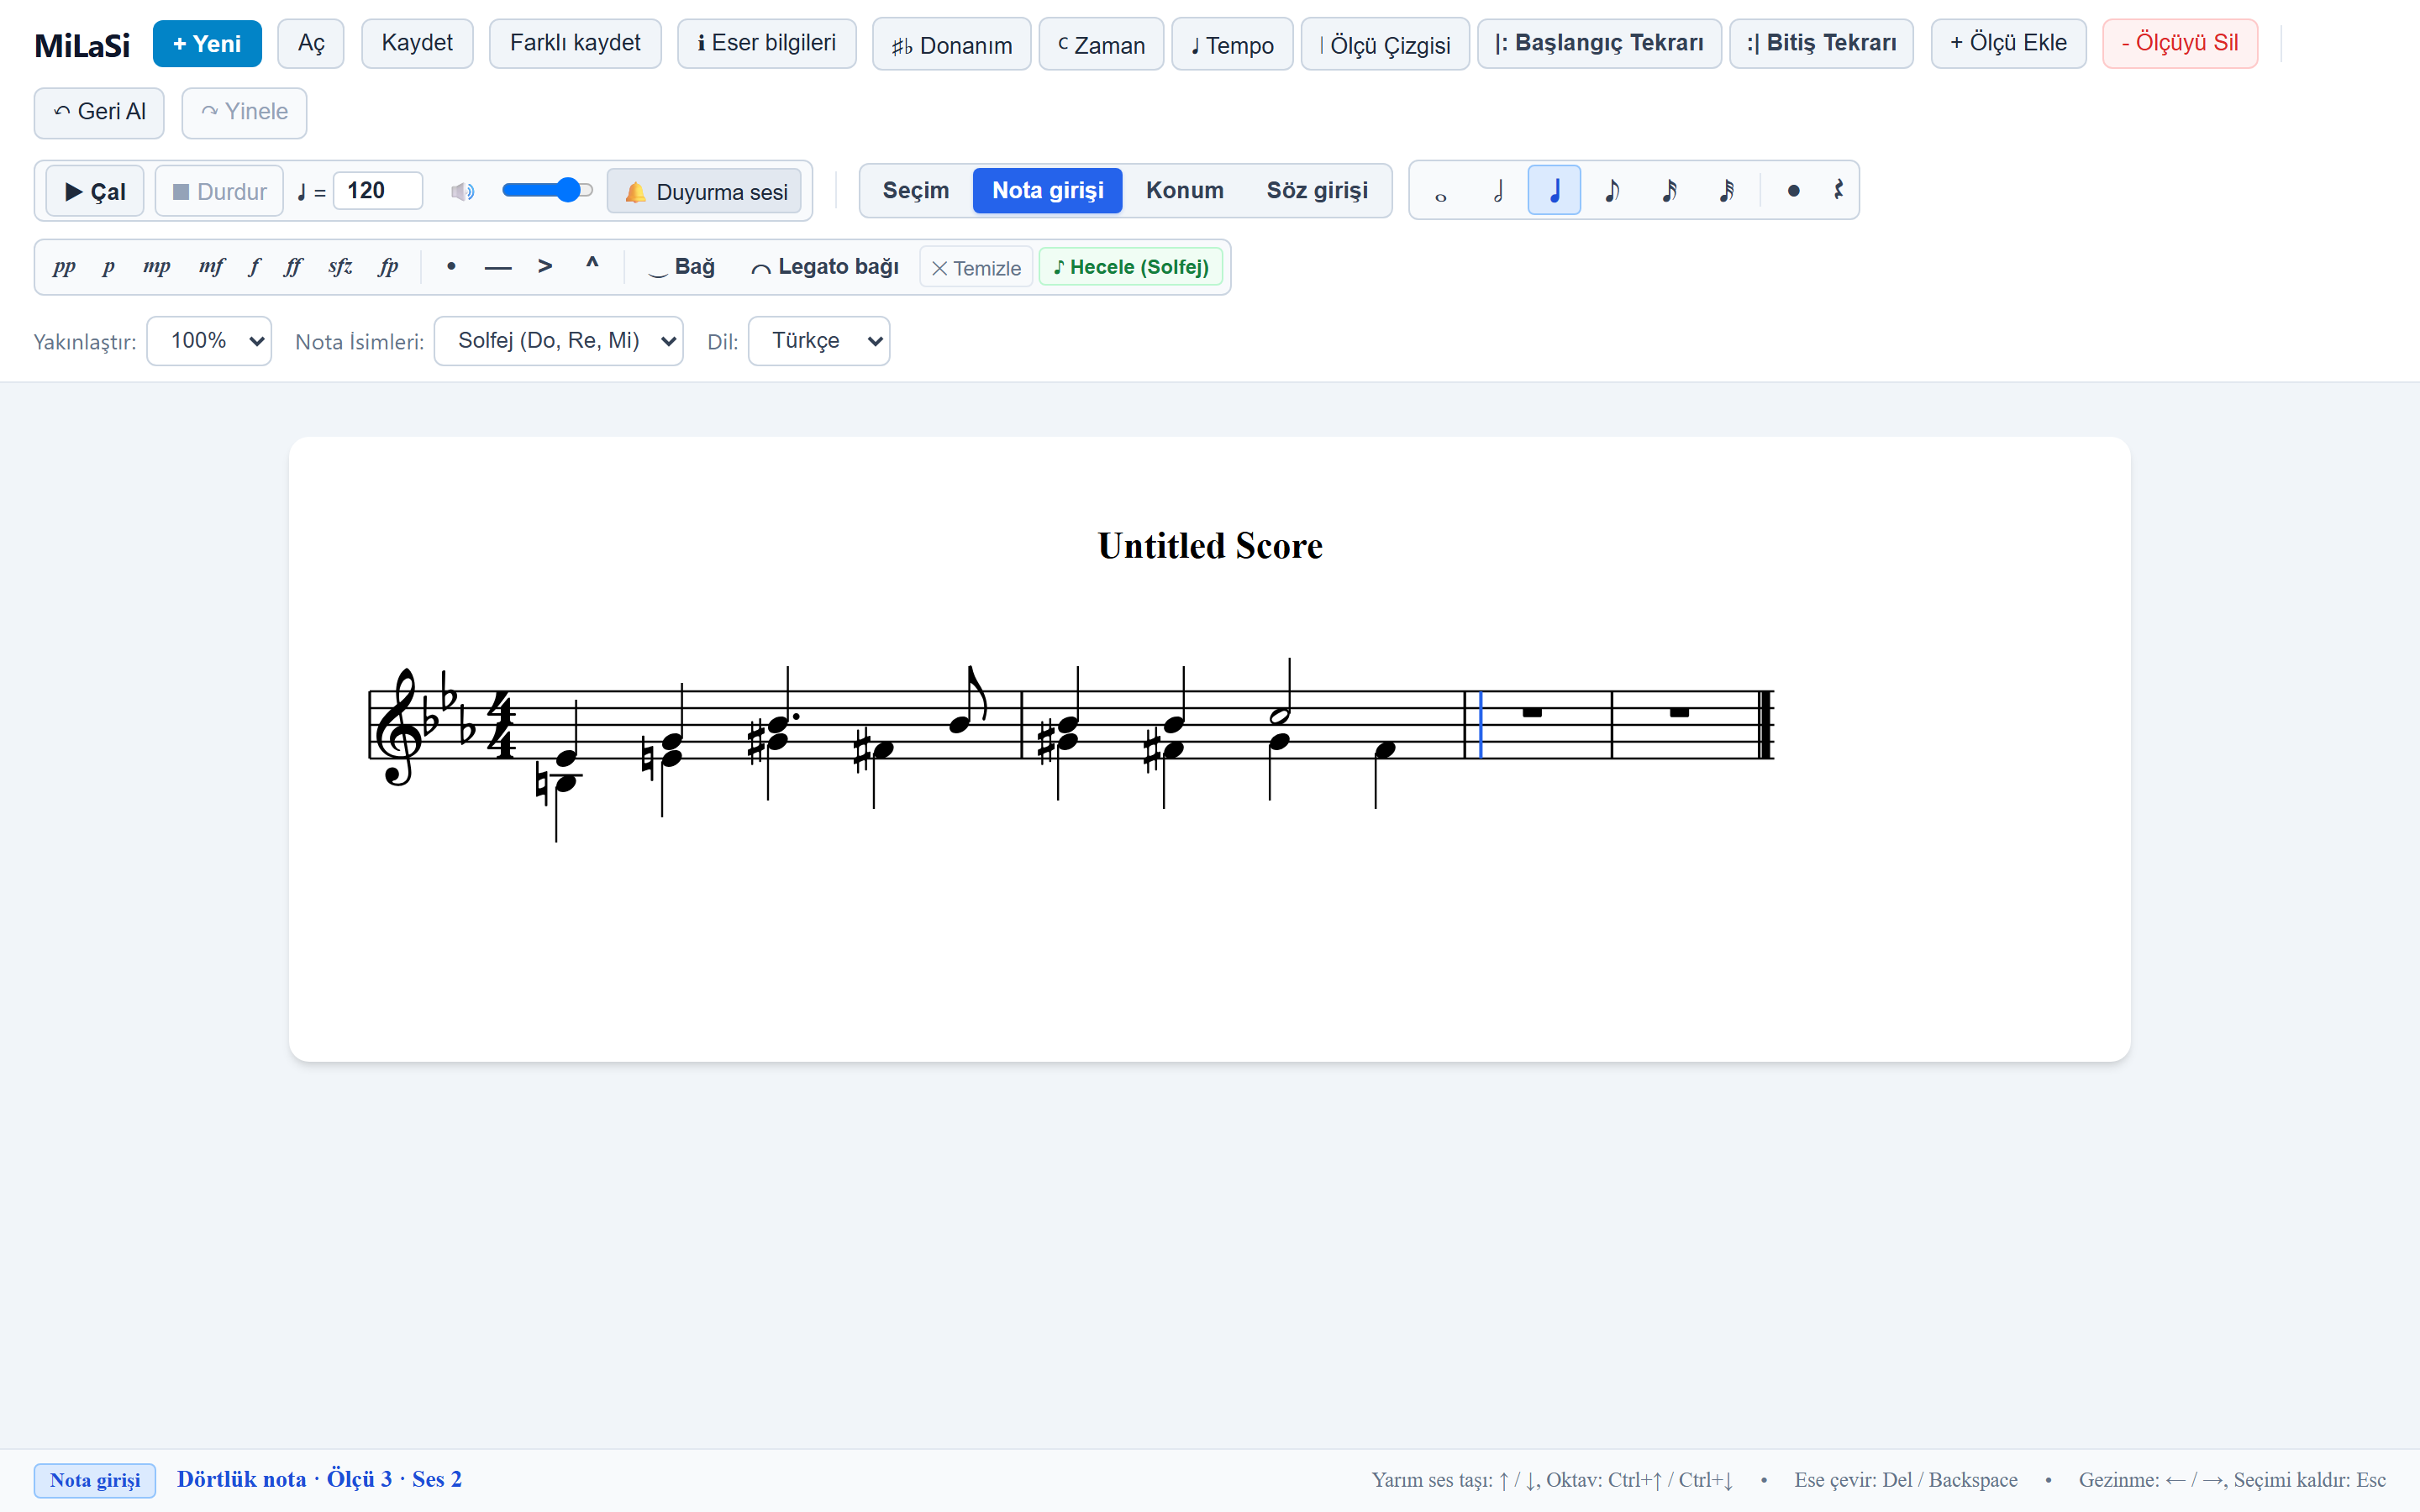 MiLaSi + Yeni Aç Kaydet Farklı kaydet ℹ Eser bilgileri ♯♭ Donanım C Zaman ♩ Tempo | Ölçü Çizgisi |: Başlangıç Tekrarı :| Bitiş Tekrarı + Ölçü Ekle - Ölçüyü Sil
↶ Geri Al ↷ Yinele
▶ Çal ■ Durdur ♩ = 120 🔊 🔔 Duyurma sesi Seçim Nota girişi Konum Söz girişi
pp p mp mf f ff sfz fp • — > ^ ‿ Bağ ⌒ Legato bağı × Temizle ♪ Hecele (Solfej)
Yakınlaştır: 100% Nota İsimleri: Solfej (Do, Re, Mi) Dil: Türkçe
Untitled Score
4
4
Nota girişi Dörtlük nota · Ölçü 3 · Ses 2 Yarım ses taşı: ↑ / ↓, Oktav: Ctrl+↑ / Ctrl+↓ • Ese çevir: Del / Backspace • Gezinme: ← / →, Seçimi kaldır: Esc